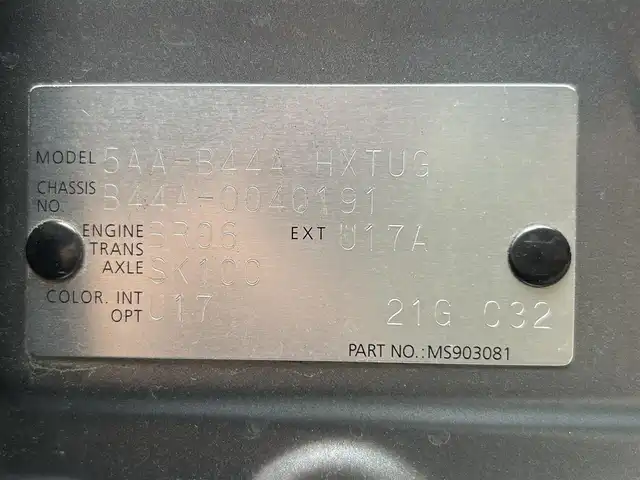 MODEL 5AA-B44A HXTUG
CHASSIS NO. B44A-0040191
ENGINE BR06 EXT U17A
TRANS AXLE SK100
COLOR. INT U17
OPT 21G C32
PART NO.: MS903081